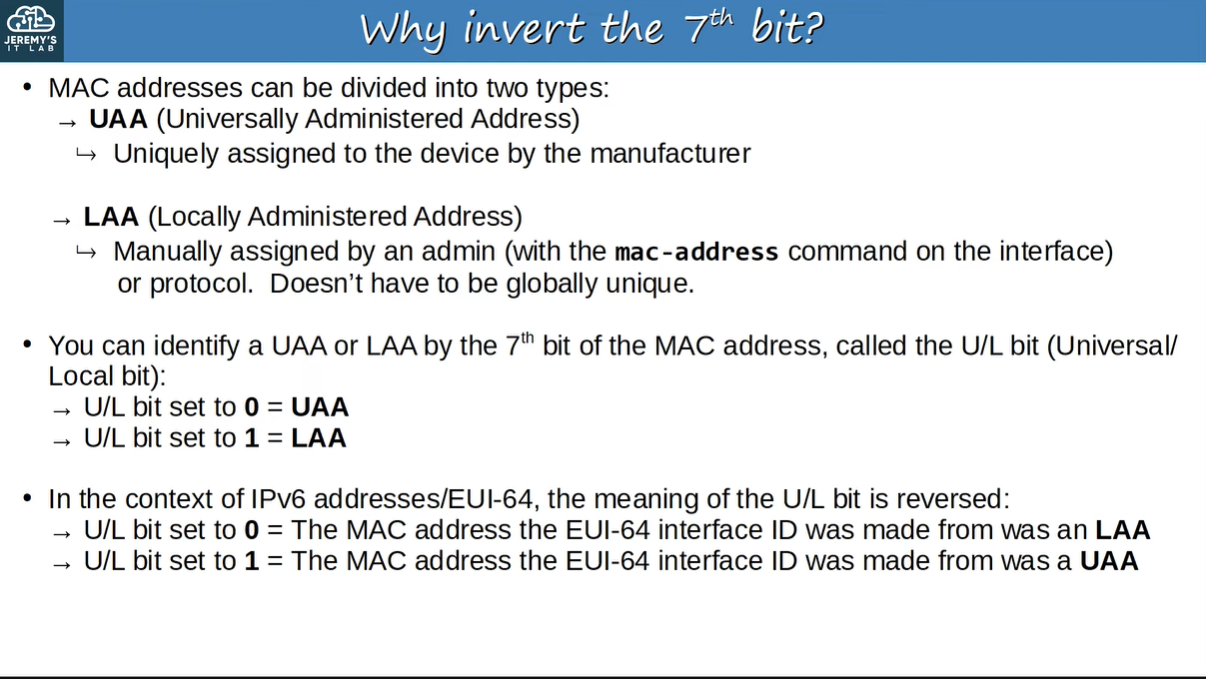 JEREMY'S
IT LAB
Why invert the 7th bit?
• MAC addresses can be divided into two types:
→ UAA (Universally Administered Address)
↪ Uniquely assigned to the device by the manufacturer
→ LAA (Locally Administered Address)
↪ Manually assigned by an admin (with the mac-address command on the interface)
or protocol. Doesn't have to be globally unique.
• You can identify a UAA or LAA by the 7th bit of the MAC address, called the U/L bit (Universal/
Local bit):
→ U/L bit set to 0 = UAA
→ U/L bit set to 1 = LAA
• In the context of IPv6 addresses/EUI-64, the meaning of the U/L bit is reversed:
→ U/L bit set to 0 = The MAC address the EUI-64 interface ID was made from was an LAA
→ U/L bit set to 1 = The MAC address the EUI-64 interface ID was made from was a UAA